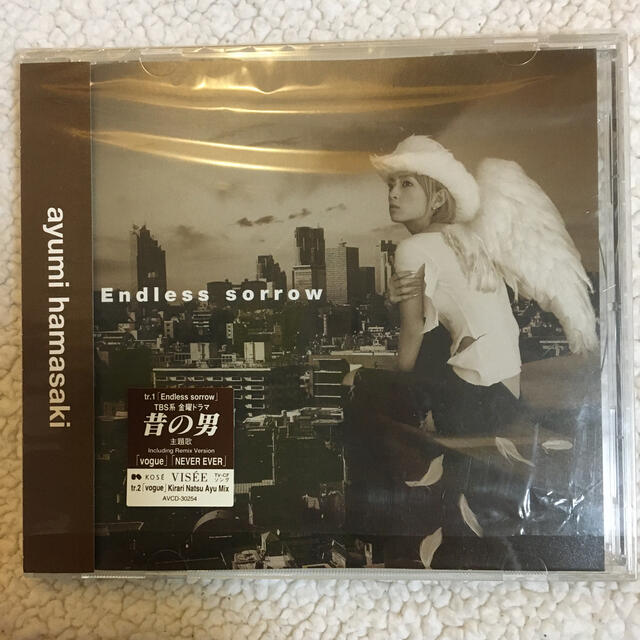 ayumi hamasaki
Endless sorrow
tr.1「Endless sorrow」
TBS系 金曜ドラマ
昔の男
主題歌
Including Remix Version
「vogue」「NEVER EVER」
KOSÉ VISÉE TV-CFソング
tr.2「vogue」Kirari Natsu Ayu Mix
AVCD-30254